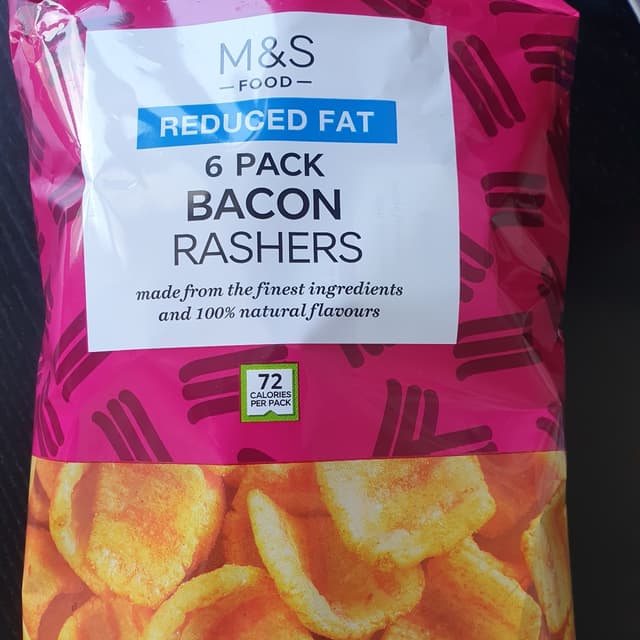 M&S
FOOD
REDUCED FAT
6 PACK
BACON
RASHERS
made from the finest ingredients
and 100% natural flavours
72
CALORIES
PER PACK